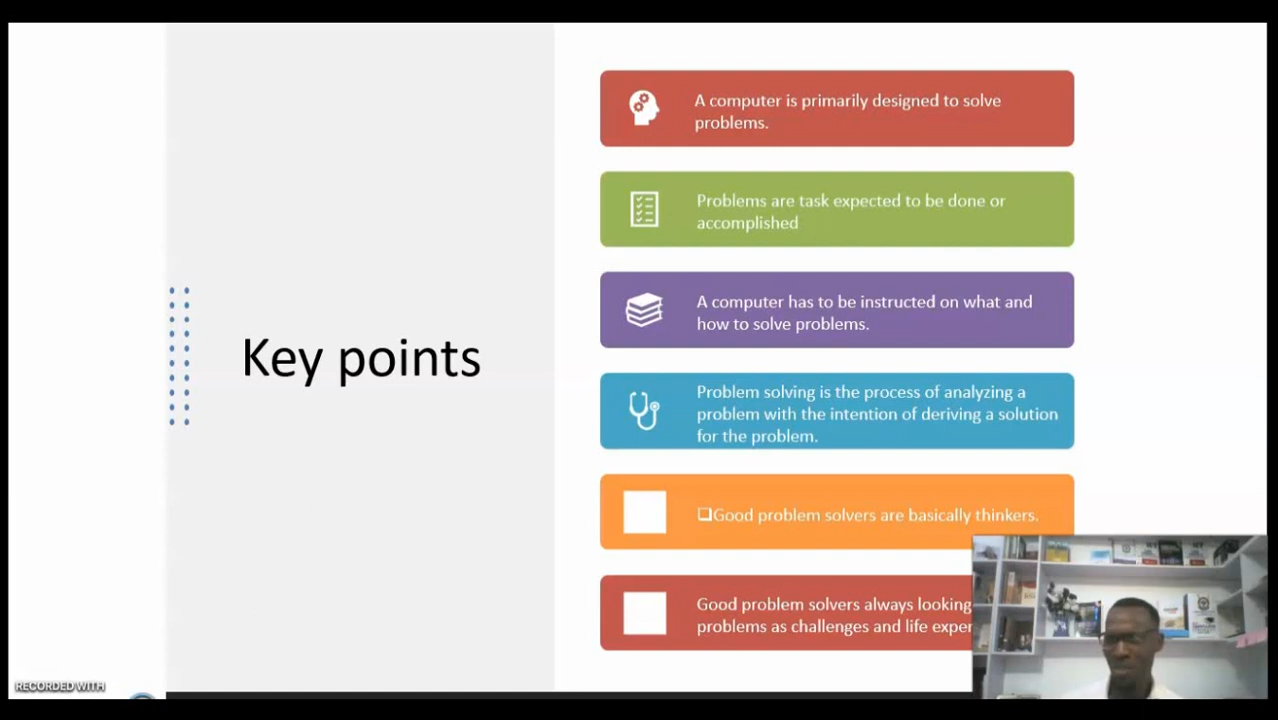 Key points
A computer is primarily designed to solve
problems.
Problems are task expected to be done or
accomplished
A computer has to be instructed on what and
how to solve problems.
Problem solving is the process of analyzing a
problem with the intention of deriving a solution
for the problem.
❑Good problem solvers are basically thinkers.
Good problem solvers always looking
problems as challenges and life
RECORDED WITH